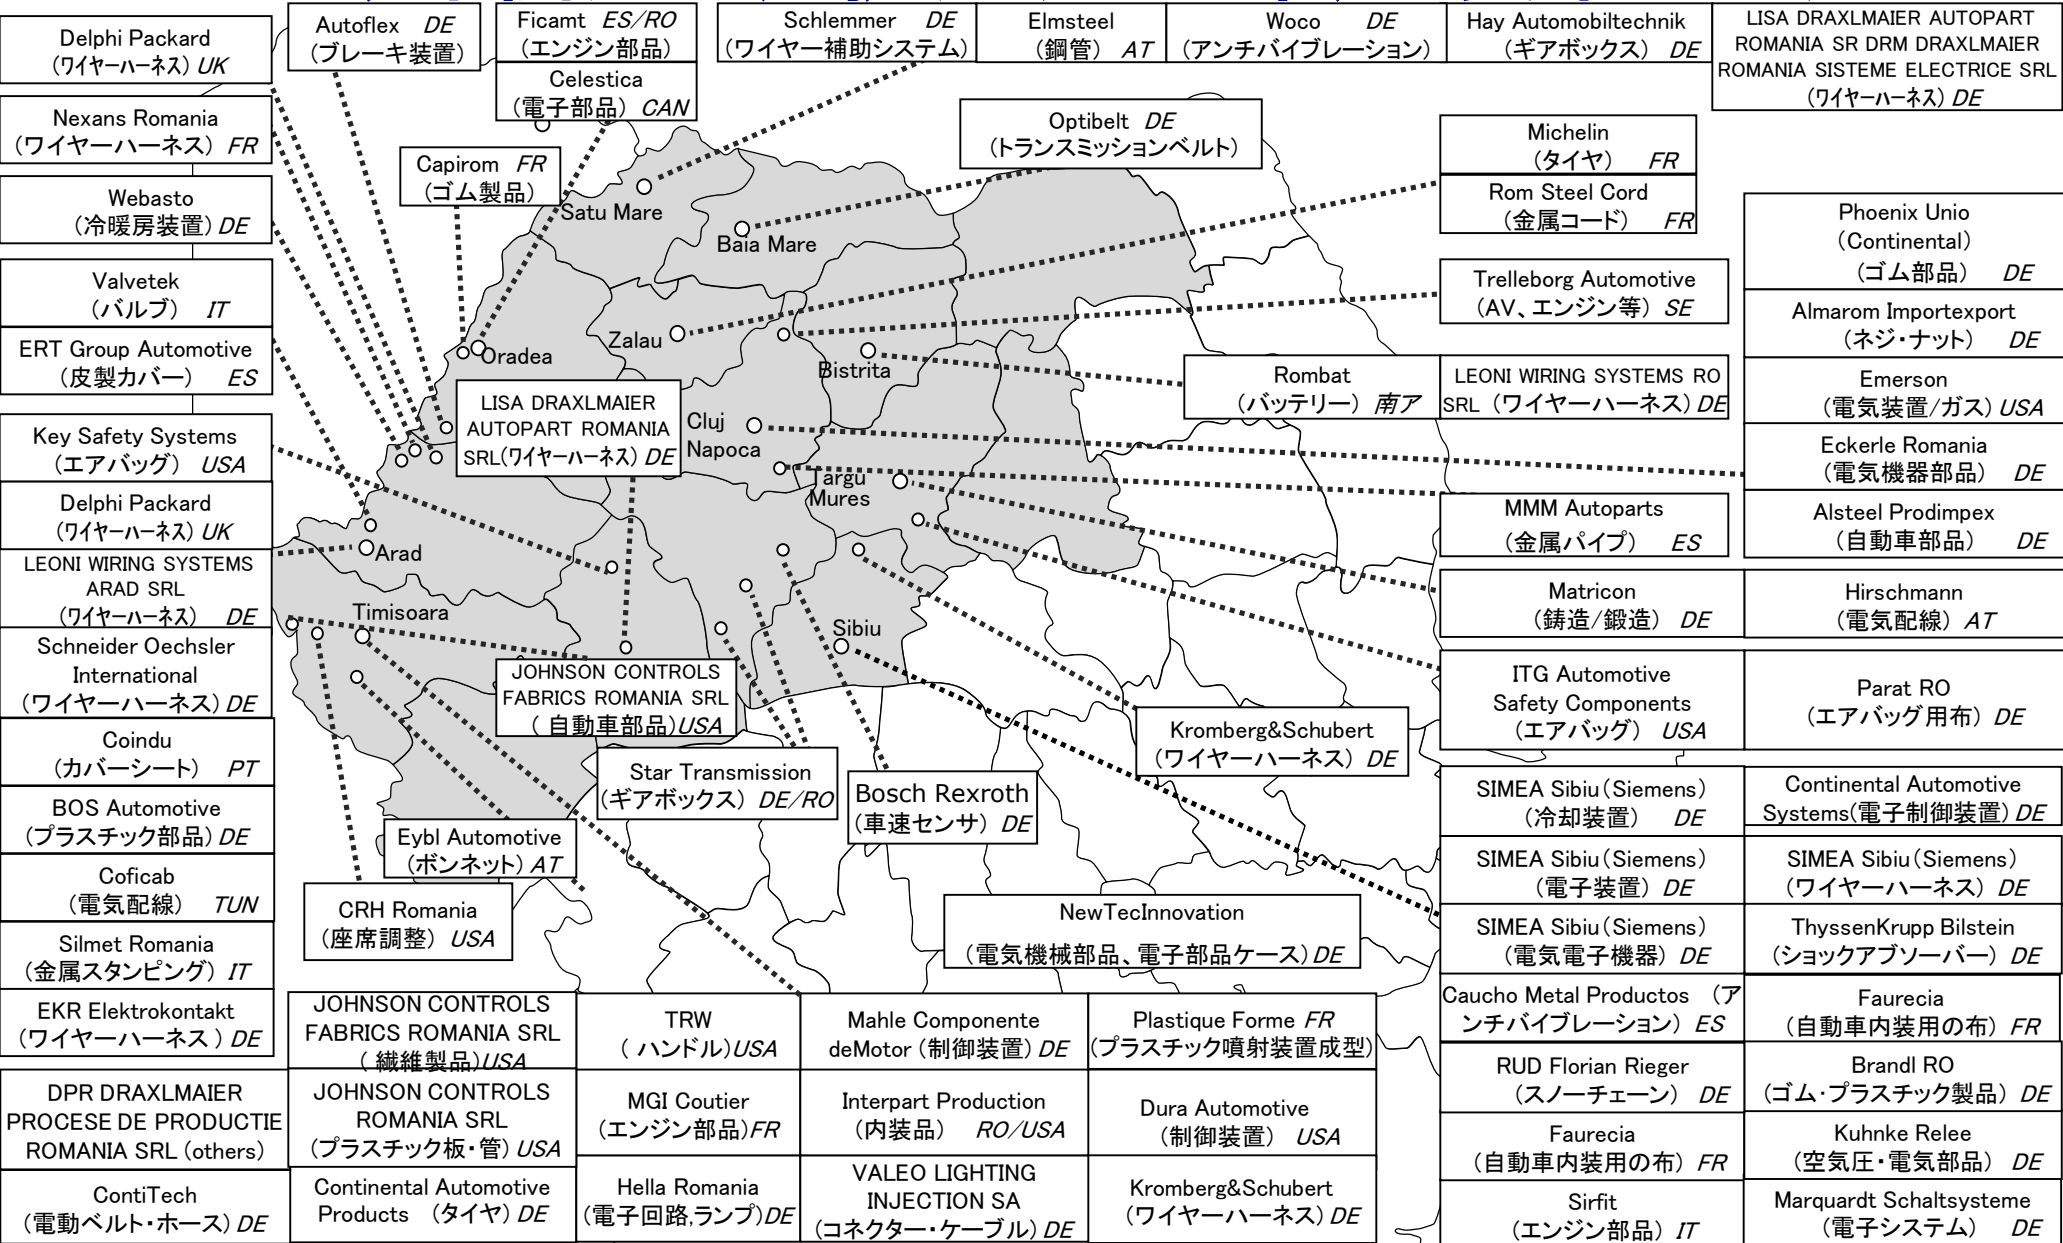 Delphi Packard
（ワイヤーハーネス） UK
Nexans Romania
（ワイヤーハーネス） FR
Webasto
（冷暖房装置） DE
Valvetek
（バルブ） IT
ERT Group Automotive
（皮製カバー） ES
Key Safety Systems
（エアバッグ） USA
Delphi Packard
（ワイヤーハーネス） UK
LEONI WIRING SYSTEMS
ARAD SRL
（ワイヤーハーネス） DE
Schneider Oechsler
International
（ワイヤーハーネス） DE
Coindu
（カバーシート） PT
BOS Automotive
（プラスチック部品） DE
Coficab
（電気配線） TUN
Silmet Romania
（金属スタンピング） IT
EKR Elektrokontakt
（ワイヤーハーネス ） DE
DPR DRAXLMAIER
PROCESE DE PRODUCTIE
ROMANIA SRL (others)
ContiTech
（電動ベルト・ホース） DE
Autoflex DE
（ブレーキ装置）
Ficamt ES/RO
（エンジン部品）
Celestica
（電子部品） CAN
Capirom FR
（ゴム製品）
Schlemmer DE
（ワイヤー補助システム）
Elmsteel
（鋼管） AT
Woco DE
（アンチバイブレーション）
Hay Automobiltechnik
（ギアボックス） DE
LISA DRAXLMAIER AUTOPART
ROMANIA SR DRM DRAXLMAIER
ROMANIA SISTEME ELECTRICE SRL
（ワイヤーハーネス） DE
Optibelt DE
（トランスミッションベルト）
Michelin
（タイヤ） FR
Rom Steel Cord
（金属コード） FR
Trelleborg Automotive
（AV、エンジン等） SE
Rombat
（バッテリー） 南ア
LEONI WIRING SYSTEMS RO
SRL （ワイヤーハーネス） DE
Phoenix Unio
（Continental）
（ゴム部品） DE
Almarom Importexport
（ネジ・ナット） DE
Emerson
（電気装置/ガス） USA
Eckerle Romania
（電気機器部品） DE
Alsteel Prodimpex
（自動車部品） DE
MMM Autoparts
（金属パイプ） ES
Matricon
（鋳造/鍛造） DE
Hirschmann
（電気配線） AT
ITG Automotive
Safety Components
（エアバッグ） USA
Parat RO
（エアバッグ用布） DE
Satu Mare
Baia Mare
Zalau
Oradea
Bistrita
LISA DRAXLMAIER
AUTOPART ROMANIA
SRL(ワイヤーハーネス) DE
Cluj
Napoca
Targu
Mures
Arad
Timisoara
Sibiu
JOHNSON CONTROLS
FABRICS ROMANIA SRL
（ 自動車部品）USA
Star Transmission
（ギアボックス） DE/RO
Bosch Rexroth
（車速センサ） DE
Kromberg&Schubert
（ワイヤーハーネス） DE
Eybl Automotive
（ボンネット） AT
CRH Romania
（座席調整） USA
NewTecInnovation
（電気機械部品、電子部品ケース） DE
SIMEA Sibiu（Siemens）
（冷却装置） DE
Continental Automotive
Systems(電子制御装置) DE
SIMEA Sibiu（Siemens）
（電子装置） DE
SIMEA Sibiu（Siemens）
（ワイヤーハーネス） DE
SIMEA Sibiu（Siemens）
（電気電子機器） DE
ThyssenKrupp Bilstein
（ショックアブソーバー） DE
Caucho Metal Productos （ア
ンチバイブレーション） ES
Faurecia
（自動車内装用の布） FR
RUD Florian Rieger
（スノーチェーン） DE
Brandl RO
（ゴム・プラスチック製品） DE
Faurecia
（自動車内装用の布） FR
Kuhnke Relee
（空気圧・電気部品） DE
Sirfit
（エンジン部品） IT
Marquardt Schaltsysteme
（電子システム） DE
JOHNSON CONTROLS
FABRICS ROMANIA SRL
（ 繊維製品）USA
TRW
（ ハンドル）USA
Mahle Componente
deMotor （制御装置） DE
Plastique Forme FR
（プラスチック噴射装置成型）
JOHNSON CONTROLS
ROMANIA SRL
（プラスチック板・管） USA
MGI Coutier
（エンジン部品）FR
Interpart Production
（内装品） RO/USA
Dura Automotive
（制御装置） USA
Continental Automotive
Products （タイヤ） DE
Hella Romania
（電子回路,ランプ）DE
VALEO LIGHTING
INJECTION SA
（コネクター・ケーブル） DE
Kromberg&Schubert
（ワイヤーハーネス） DE